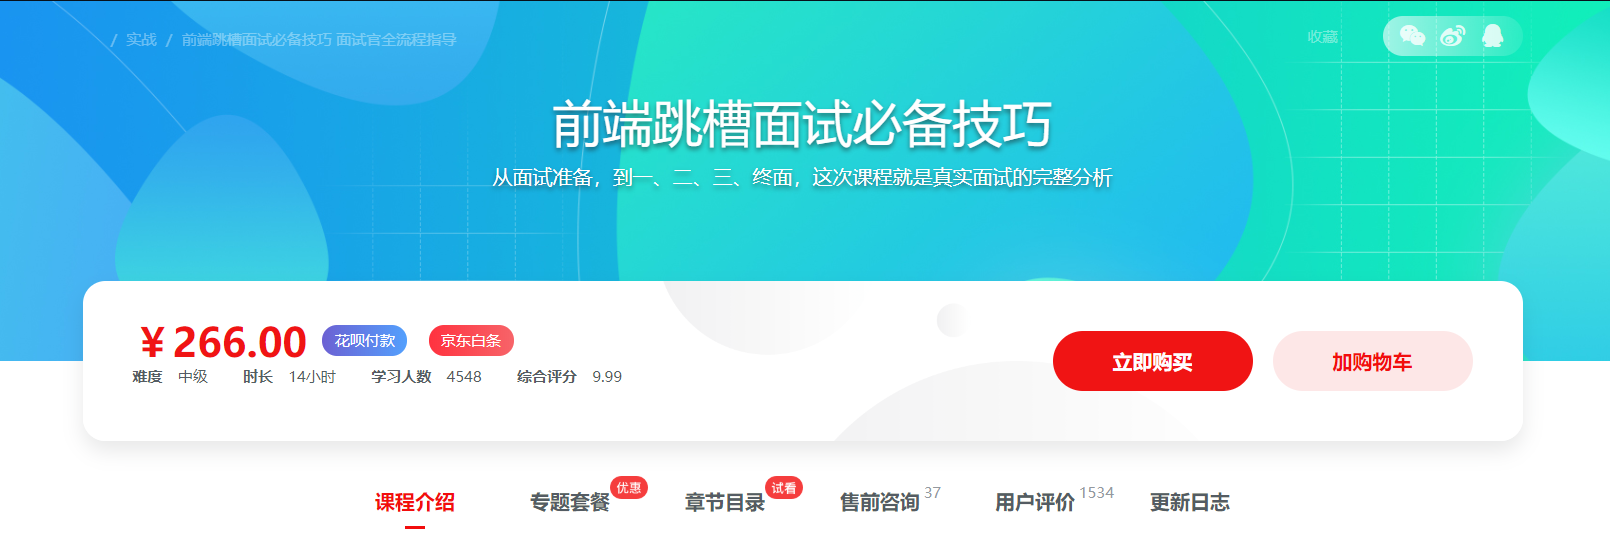 / 实战 / 前端跳槽面试必备技巧 面试官全流程指导
收藏
前端跳槽面试必备技巧
从面试准备，到一、二、三、终面，这次课程就是真实面试的完整分析
￥266.00 花呗付款 京东白条
难度 中级 时长 14小时 学习人数 4548 综合评分 9.99
立即购买 加购物车
课程介绍 专题套餐 优惠 章节目录 试看 售前咨询 37 用户评价 1534 更新日志